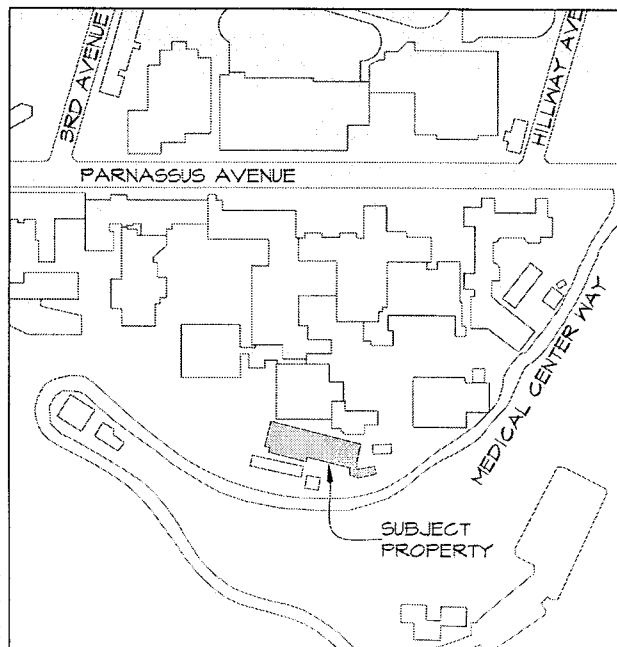 3RD AVENUE
HILLWAY AVE
PARNASSUS AVENUE
MEDICAL CENTER WAY
SUBJECT
PROPERTY